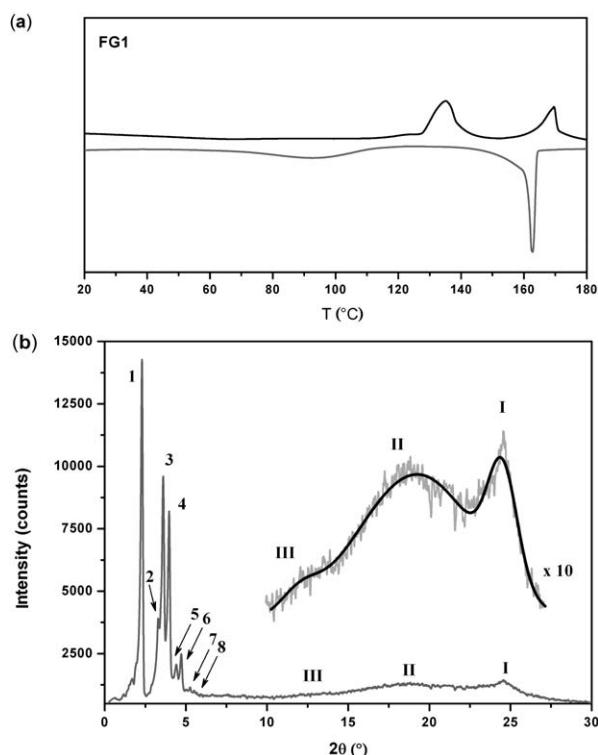 (a)
FG1
20 40 60 80 100 120 140 160 180
T (°C)
(b)
15000
12500
10000
7500
5000
2500
1
2
3
4
5
6
7
8
I
II
III
x 10
III
II
I
0 5 10 15 20 25 30
2θ (°)
Intensity (counts)